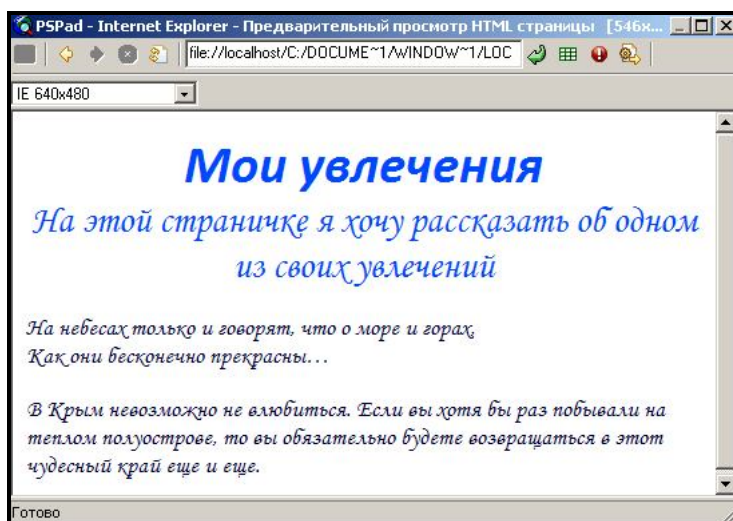 PSPad - Internet Explorer - Предварительный просмотр HTML страницы [546x...
file://localhost/C:/DOCUME~1/WINDOW~1/LOC
IE 640x480
Мои увлечения
На этой страничке я хочу рассказать об одном
из своих увлечений
На небесах только и говорят, что о море и горах,
Как они бесконечно прекрасны…
В Крым невозможно не влюбиться. Если вы хотя бы раз побывали на
теплом полуострове, то вы обязательно будете возвращаться в этот
чудесный край еще и еще.
Готово